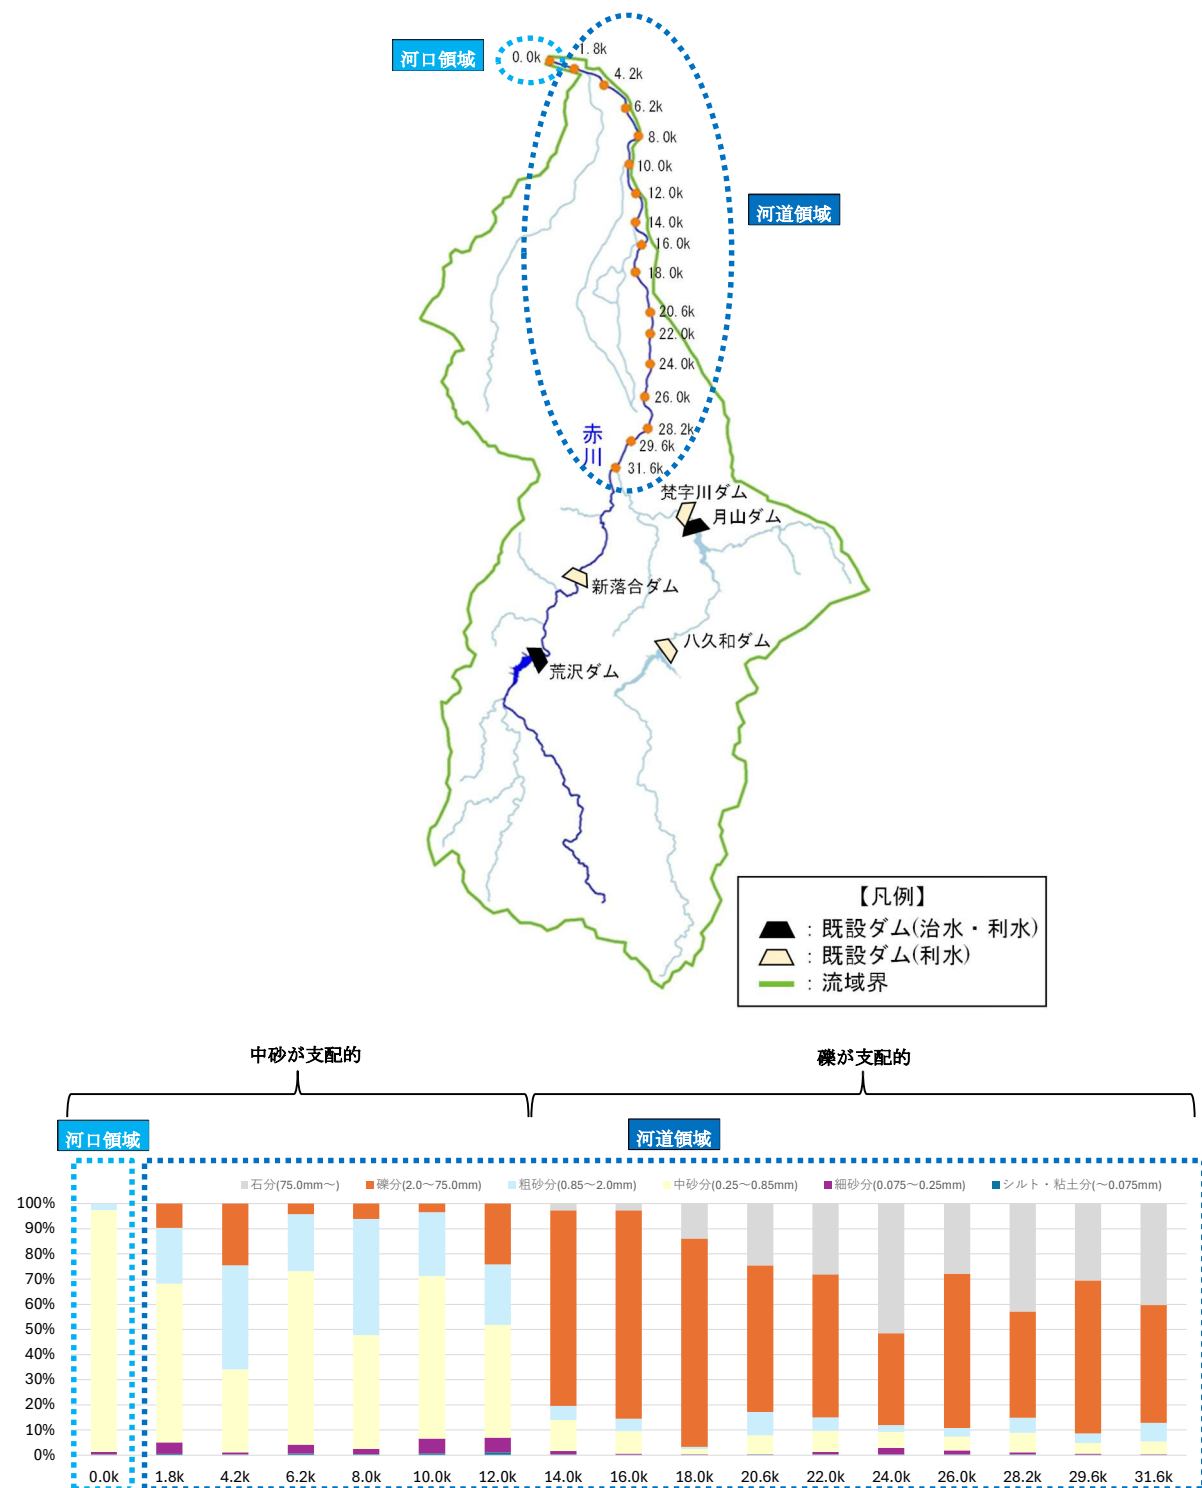 河口領域
0.0k
1.8k
4.2k
6.2k
8.0k
10.0k
12.0k
河道領域
14.0k
16.0k
18.0k
20.6k
22.0k
24.0k
26.0k
赤川
28.2k
29.6k
31.6k
梵字川ダム
月山ダム
新落合ダム
八久和ダム
荒沢ダム
【凡例】
：既設ダム(治水・利水)
：既設ダム(利水)
：流域界
中砂が支配的
礫が支配的
河口領域
河道領域
石分(75.0mm～) 礫分(2.0～75.0mm) 粗砂分(0.85～2.0mm) 中砂分(0.25～0.85mm) 細砂分(0.075～0.25mm) シルト・粘土分(～0.075mm)
100%
90%
80%
70%
60%
50%
40%
30%
20%
10%
0%
0.0k 1.8k 4.2k 6.2k 8.0k 10.0k 12.0k 14.0k 16.0k 18.0k 20.6k 22.0k 24.0k 26.0k 28.2k 29.6k 31.6k